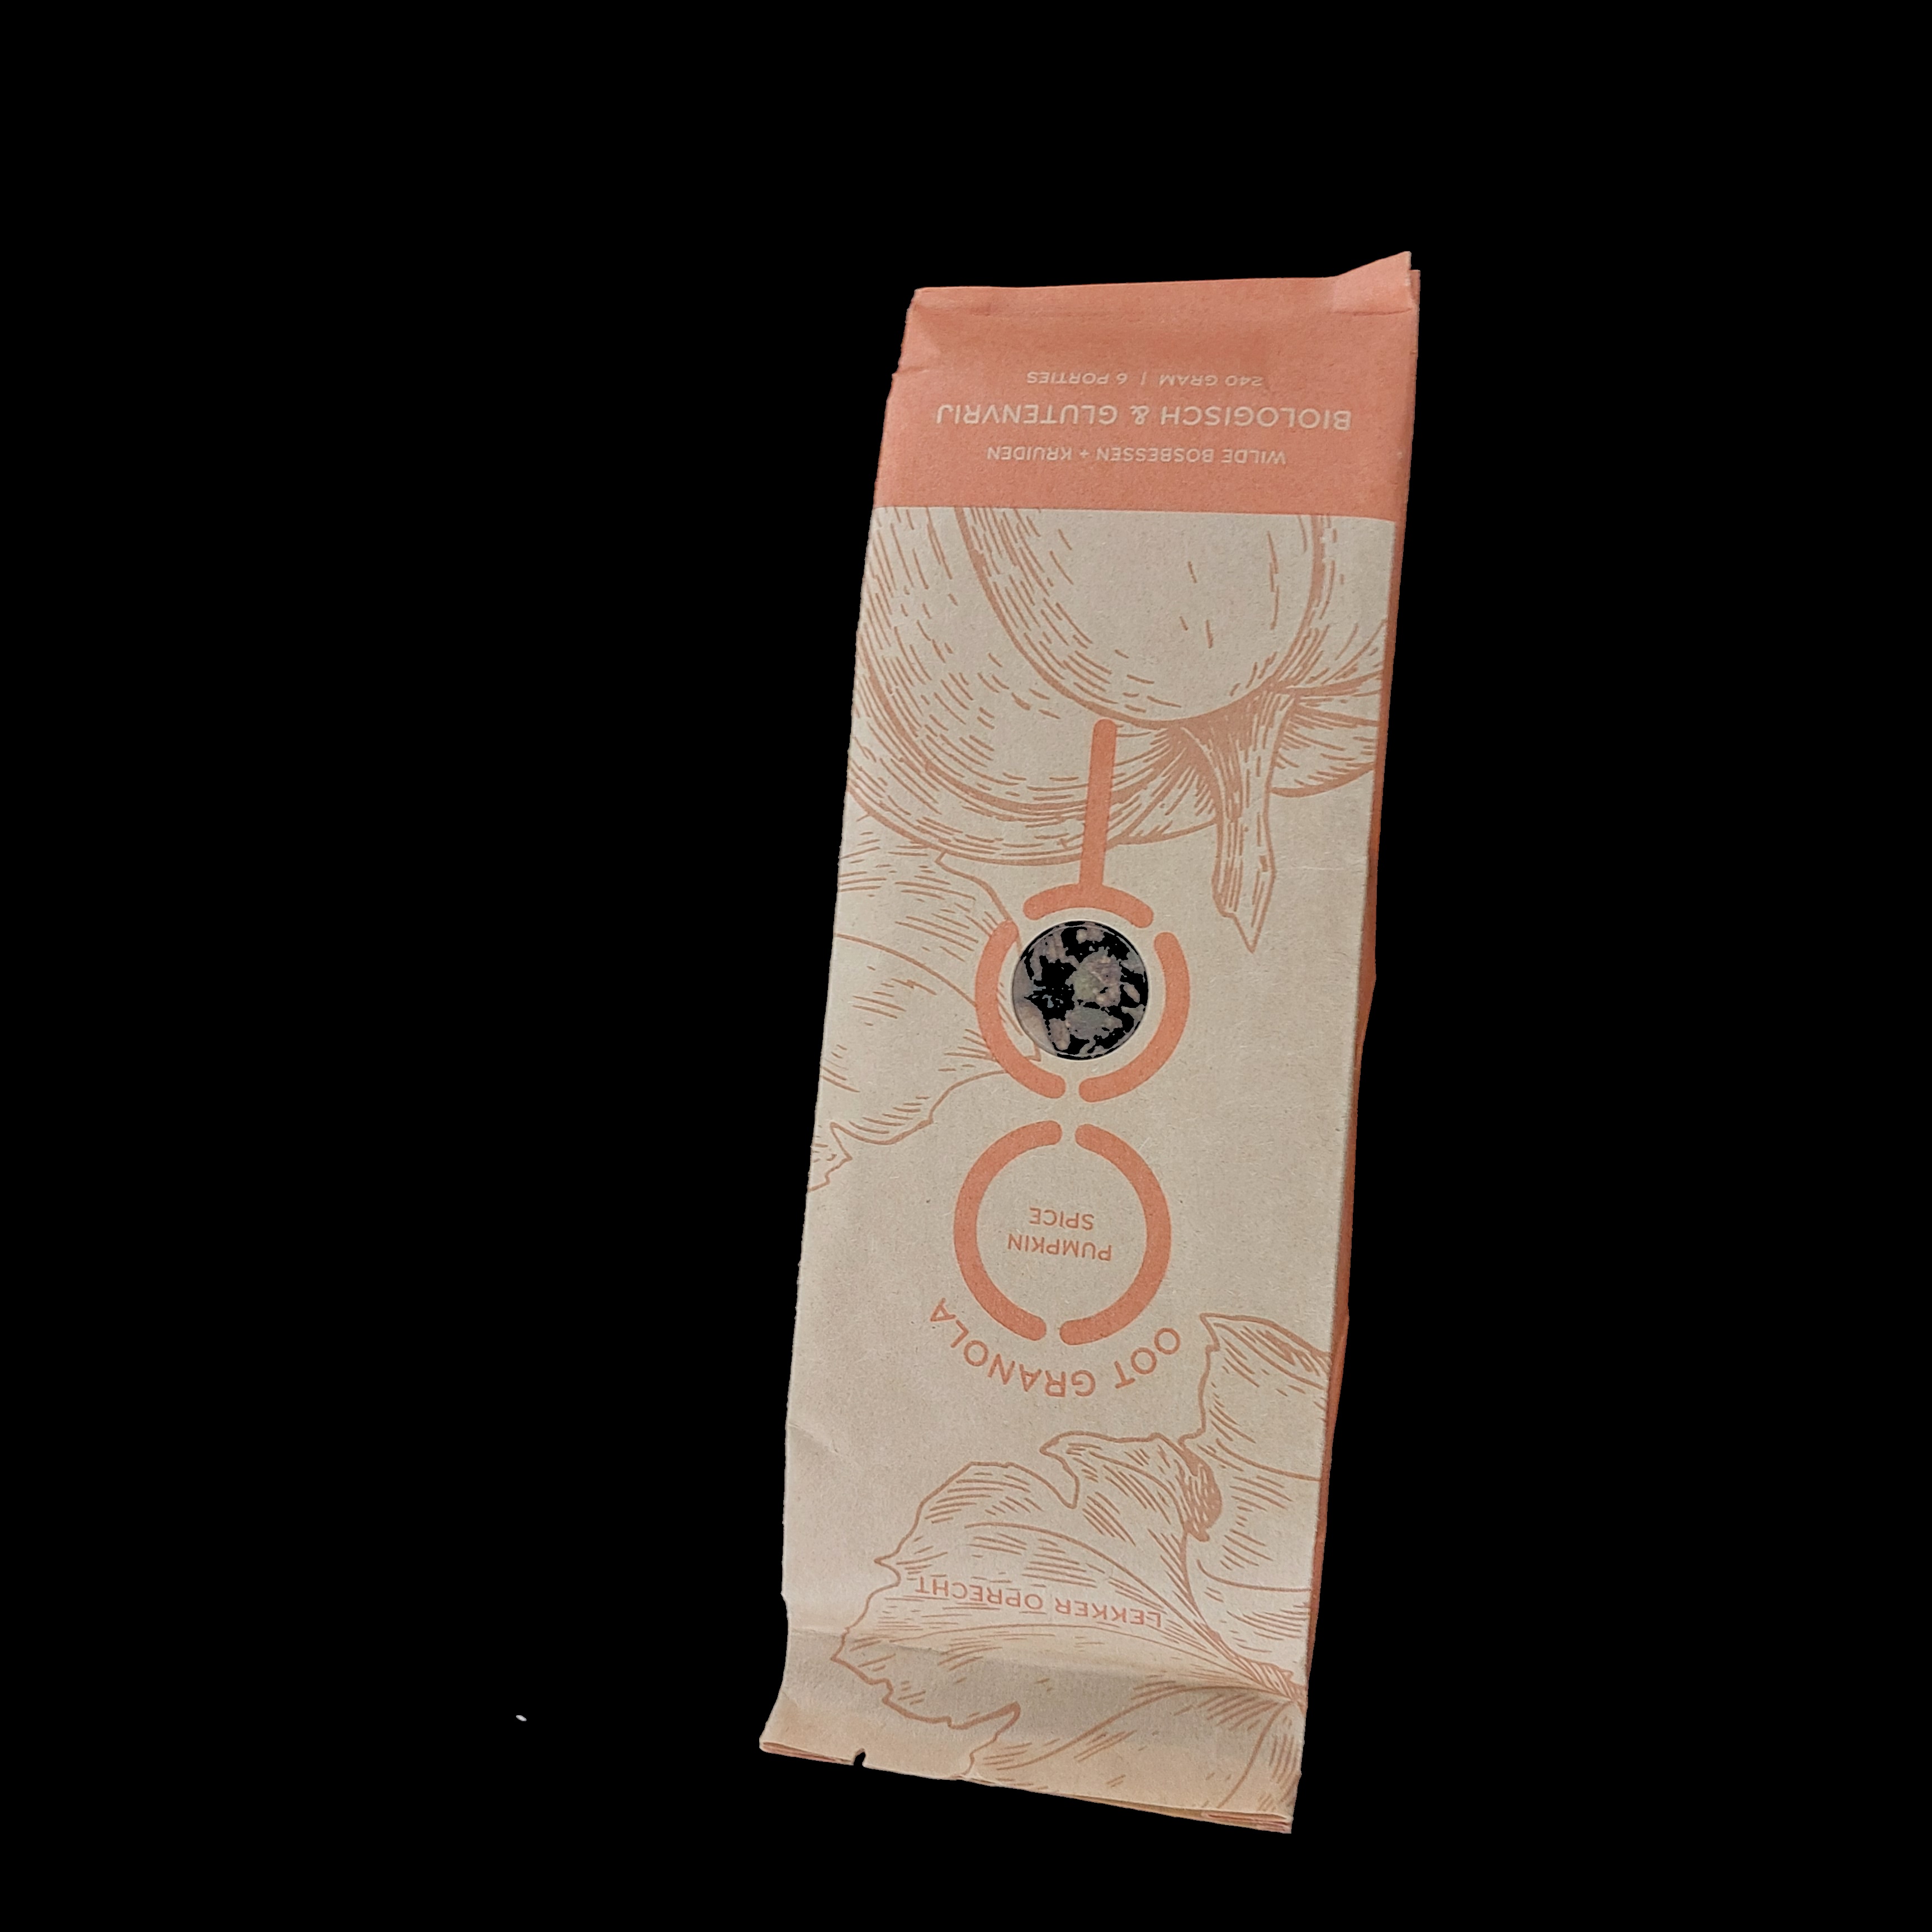 LEKKER OPRECHT
OOT GRANOLA
PUMPKIN
SPICE
WILDE BOSBESSEN + KRUIDEN
BIOLOGISCH & GLUTENVRIJ
240 GRAM | 6 PORTIES